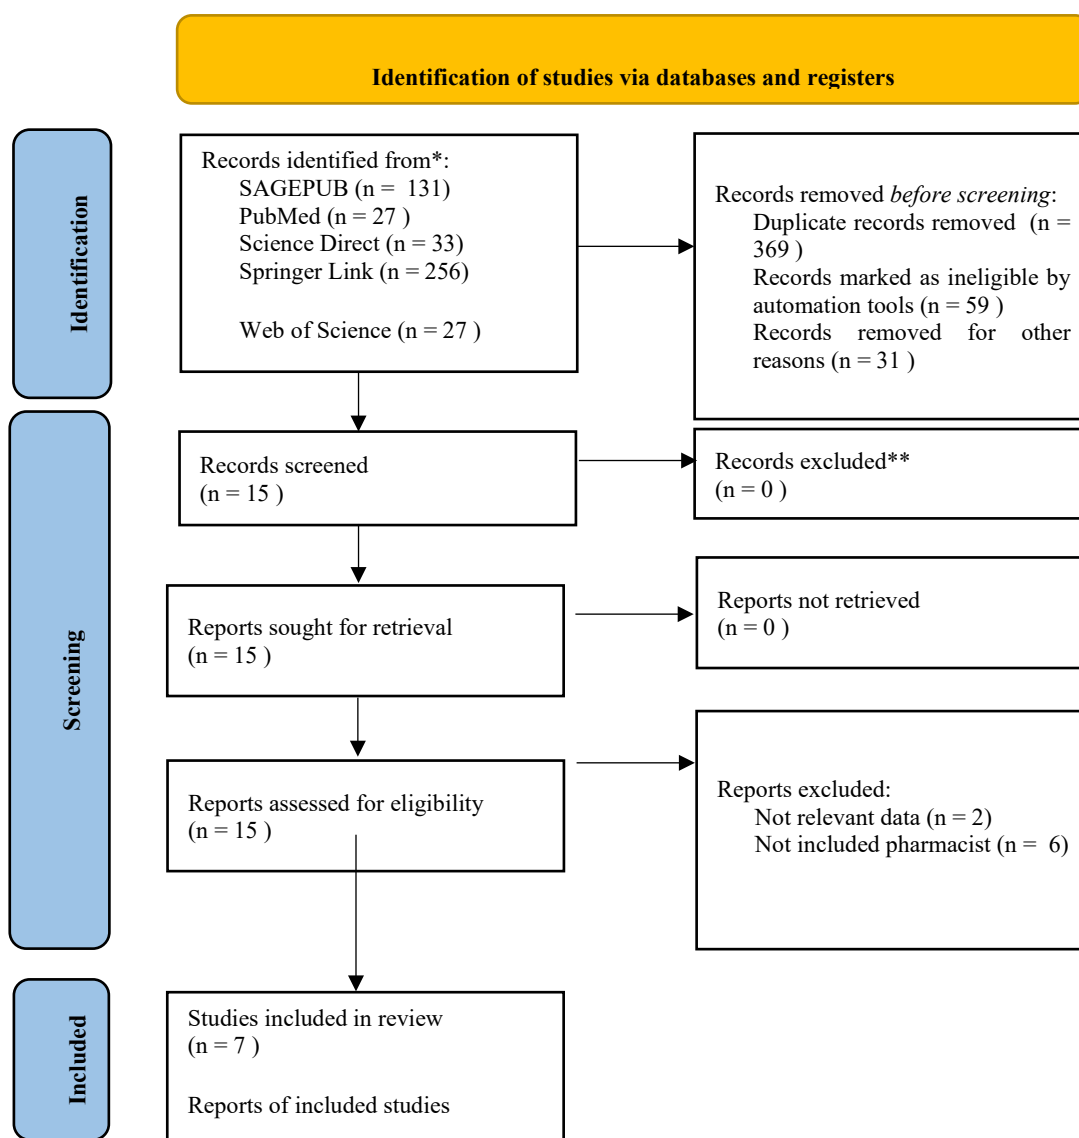 Identification of studies via databases and registers
Identification
Records identified from*:
SAGEPUB (n = 131)
PubMed (n = 27 )
Science Direct (n = 33)
Springer Link (n = 256)
Web of Science (n = 27 )
Records removed before screening:
Duplicate records removed (n =
369 )
Records marked as ineligible by
automation tools (n = 59 )
Records removed for other
reasons (n = 31 )
Screening
Records screened
(n = 15 )
Records excluded**
(n = 0 )
Reports sought for retrieval
(n = 15 )
Reports not retrieved
(n = 0 )
Reports assessed for eligibility
(n = 15 )
Reports excluded:
Not relevant data (n = 2)
Not included pharmacist (n = 6)
Included
Studies included in review
(n = 7 )
Reports of included studies